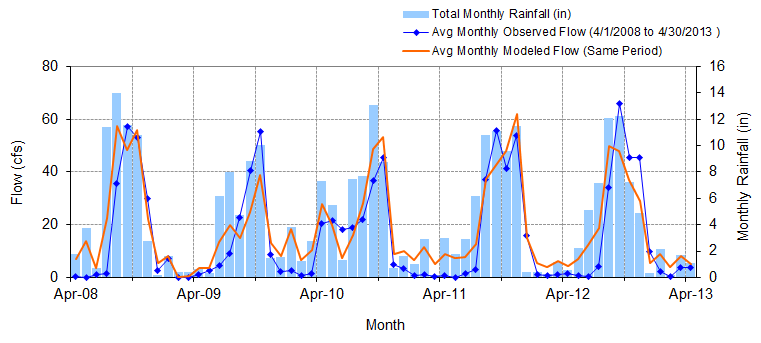 Total Monthly Rainfall (in)
Avg Monthly Observed Flow (4/1/2008 to 4/30/2013 )
Avg Monthly Modeled Flow (Same Period)
80
60
40
20
0
Flow (cfs)
16
14
12
10
8
6
4
2
0
Monthly Rainfall (in)
Apr-08
Apr-09
Apr-10
Apr-11
Apr-12
Apr-13
Month